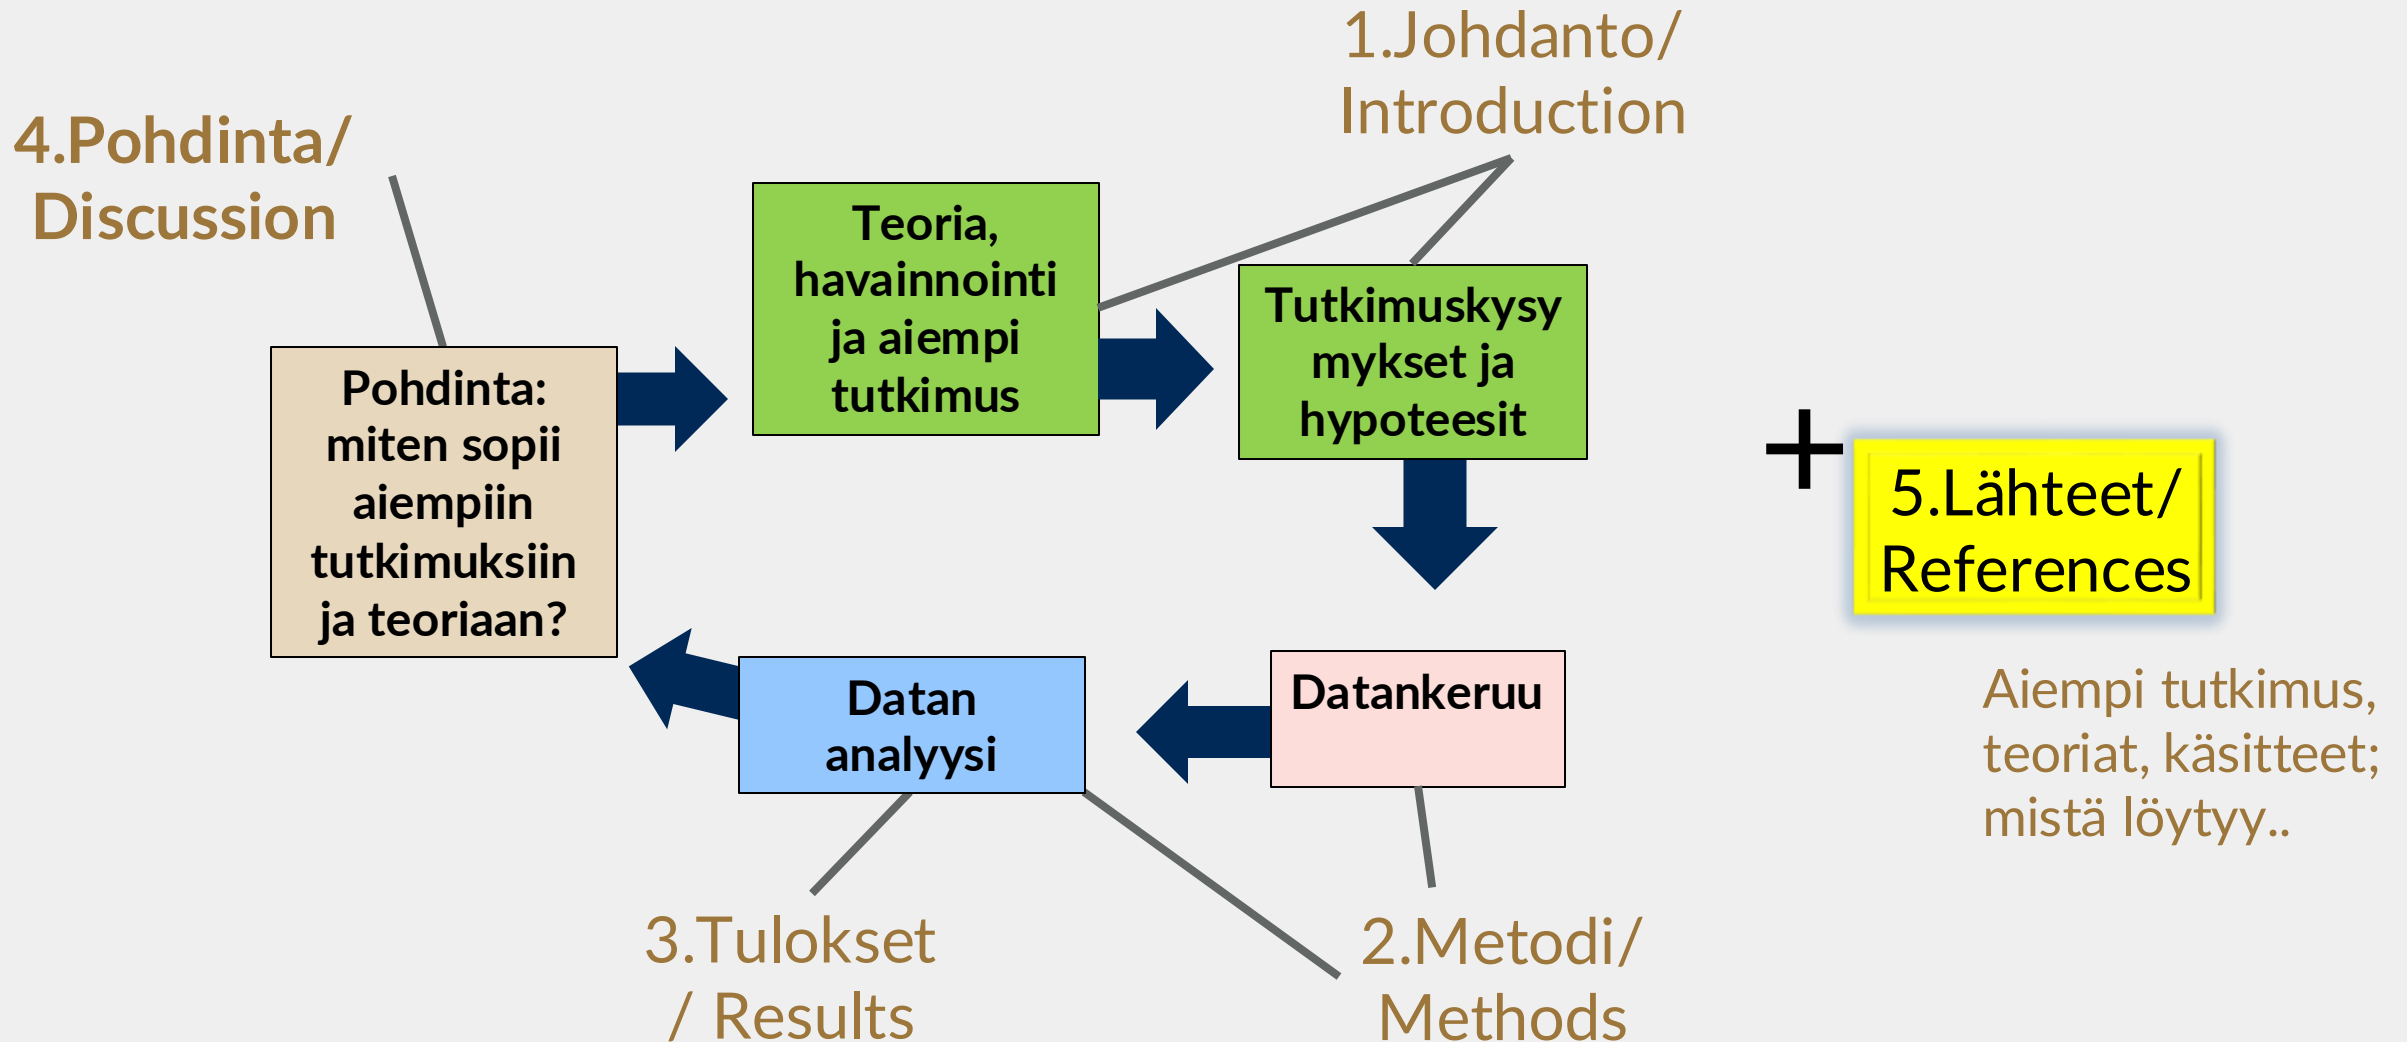 1.Johdanto/
Introduction
4.Pohdinta/
Discussion
Teoria,
havainnointi
ja aiempi
tutkimus
Tutkimuskysy
mykset ja
hypoteesit
Pohdinta:
miten sopii
aiempiin
tutkimuksiin
ja teoriaan?
+
5.Lähteet/
References
Datan
analyysi
Datankeruu
Aiempi tutkimus,
teoriat, käsitteet;
mistä löytyy..
3.Tulokset
/ Results
2.Metodi/
Methods